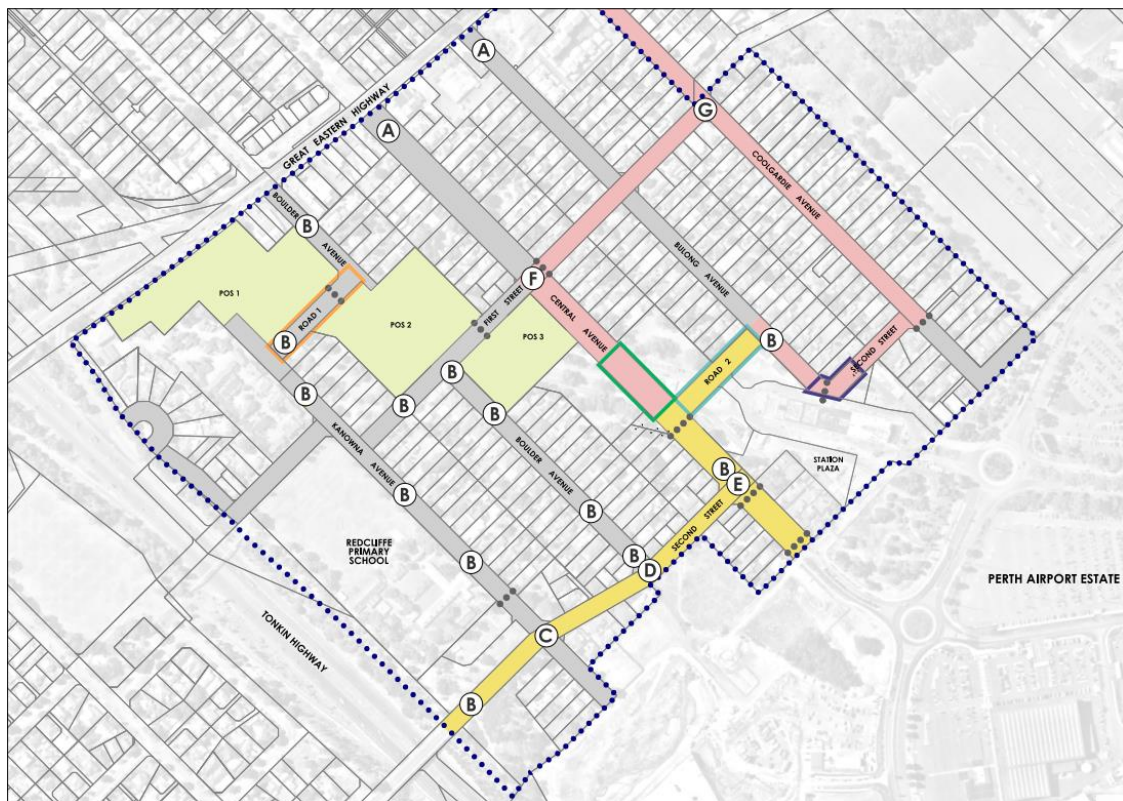 A
G
A
GREAT EASTERN HIGHWAY
COOLGARDIE AVENUE
BOULDER AVENUE
B
BULONG AVENUE
F
FIRST STREET
CENTRAL AVENUE
POS 1
ROAD 1
B
POS 2
POS 3
B
SECOND STREET
ROAD 2
B
B
B
B
KANOWNA AVENUE
BOULDER AVENUE
STATION PLAZA
B
E
B
B
SECOND STREET
REDCLIFFE
PRIMARY
SCHOOL
B
B
D
PERTH AIRPORT ESTATE
TONKIN HIGHWAY
C
B